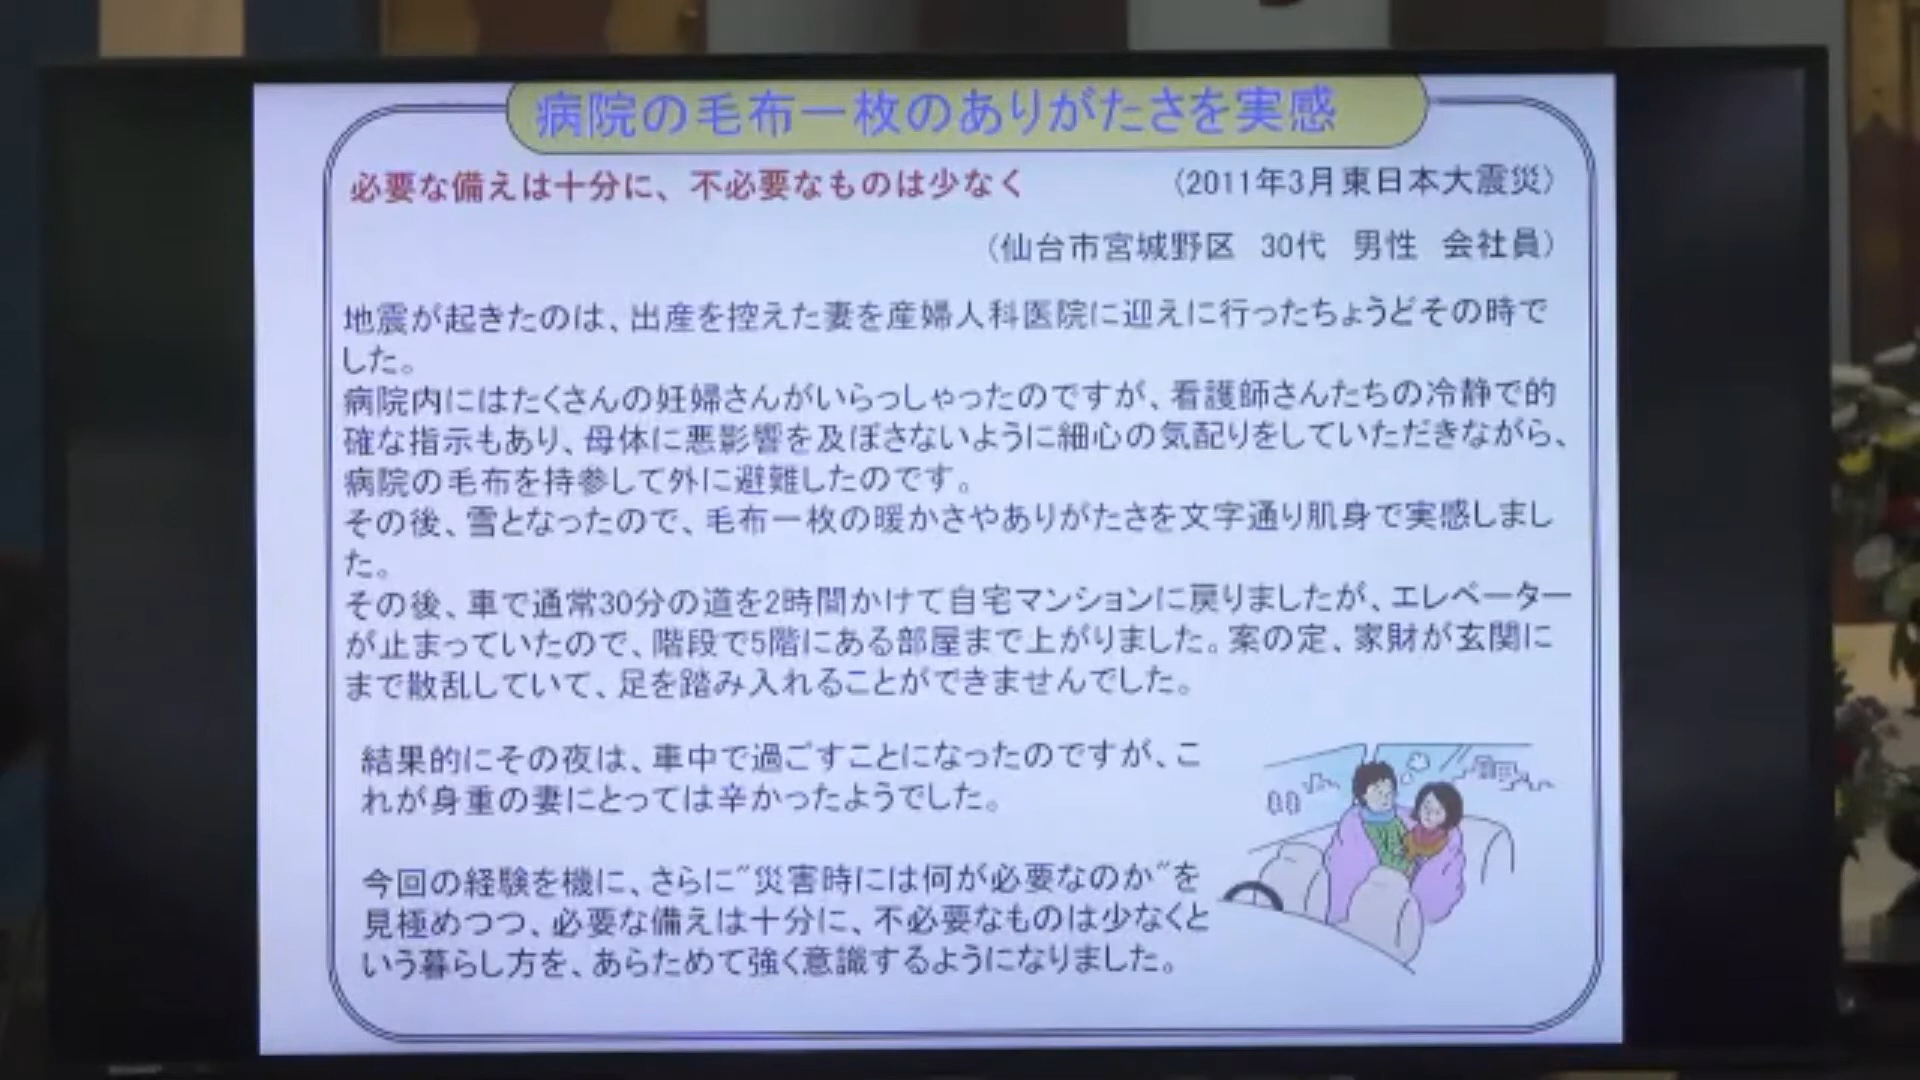 病院の毛布一枚のありがたさを実感
必要な備えは十分に、不必要なものは少なく （2011年3月東日本大震災）
（仙台市宮城野区 30代 男性 会社員）
地震が起きたのは、出産を控えた妻を産婦人科医院に迎えに行ったちょうどその時で
した。
病院内にはたくさんの妊婦さんがいらっしゃったのですが、看護師さんたちの冷静で的
確な指示もあり、母体に悪影響を及ぼさないように細心の気配りをしていただきながら、
病院の毛布を持参して外に避難したのです。
その後、雪となったので、毛布一枚の暖かさやありがたさを文字通り肌身で実感しまし
た。
その後、車で通常30分の道を2時間かけて自宅マンションに戻りましたが、エレベーター
が止まっていたので、階段で5階にある部屋まで上がりました。案の定、家財が玄関に
まで散乱していて、足を踏み入れることができませんでした。
結果的にその夜は、車中で過ごすことになったのですが、こ
れが身重の妻にとっては辛かったようでした。
今回の経験を機に、さらに"災害時には何が必要なのか"を
見極めつつ、必要な備えは十分に、不必要なものは少なくと
いう暮らし方を、あらためて強く意識するようになりました。